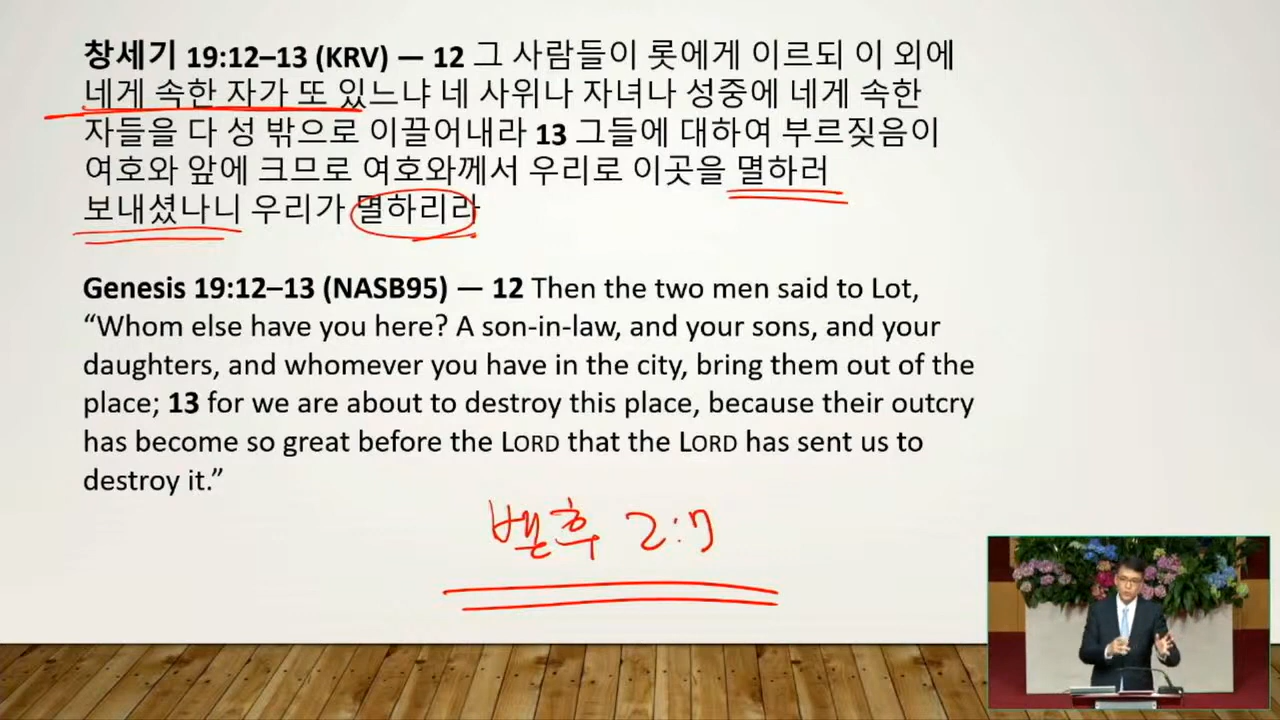 창세기 19:12–13 (KRV) — 12 그 사람들이 롯에게 이르되 이 외에
네게 속한 자가 또 있느냐 네 사위나 자녀나 성중에 네게 속한
자들을 다 성 밖으로 이끌어내라 13 그들에 대하여 부르짖음이
여호와 앞에 크므로 여호와께서 우리로 이곳을 멸하러
보내셨나니 우리가 멸하리라
Genesis 19:12–13 (NASB95) — 12 Then the two men said to Lot,
“Whom else have you here? A son-in-law, and your sons, and your
daughters, and whomever you have in the city, bring them out of the
place; 13 for we are about to destroy this place, because their outcry
has become so great before the LORD that the LORD has sent us to
destroy it.”
벧후 2:7